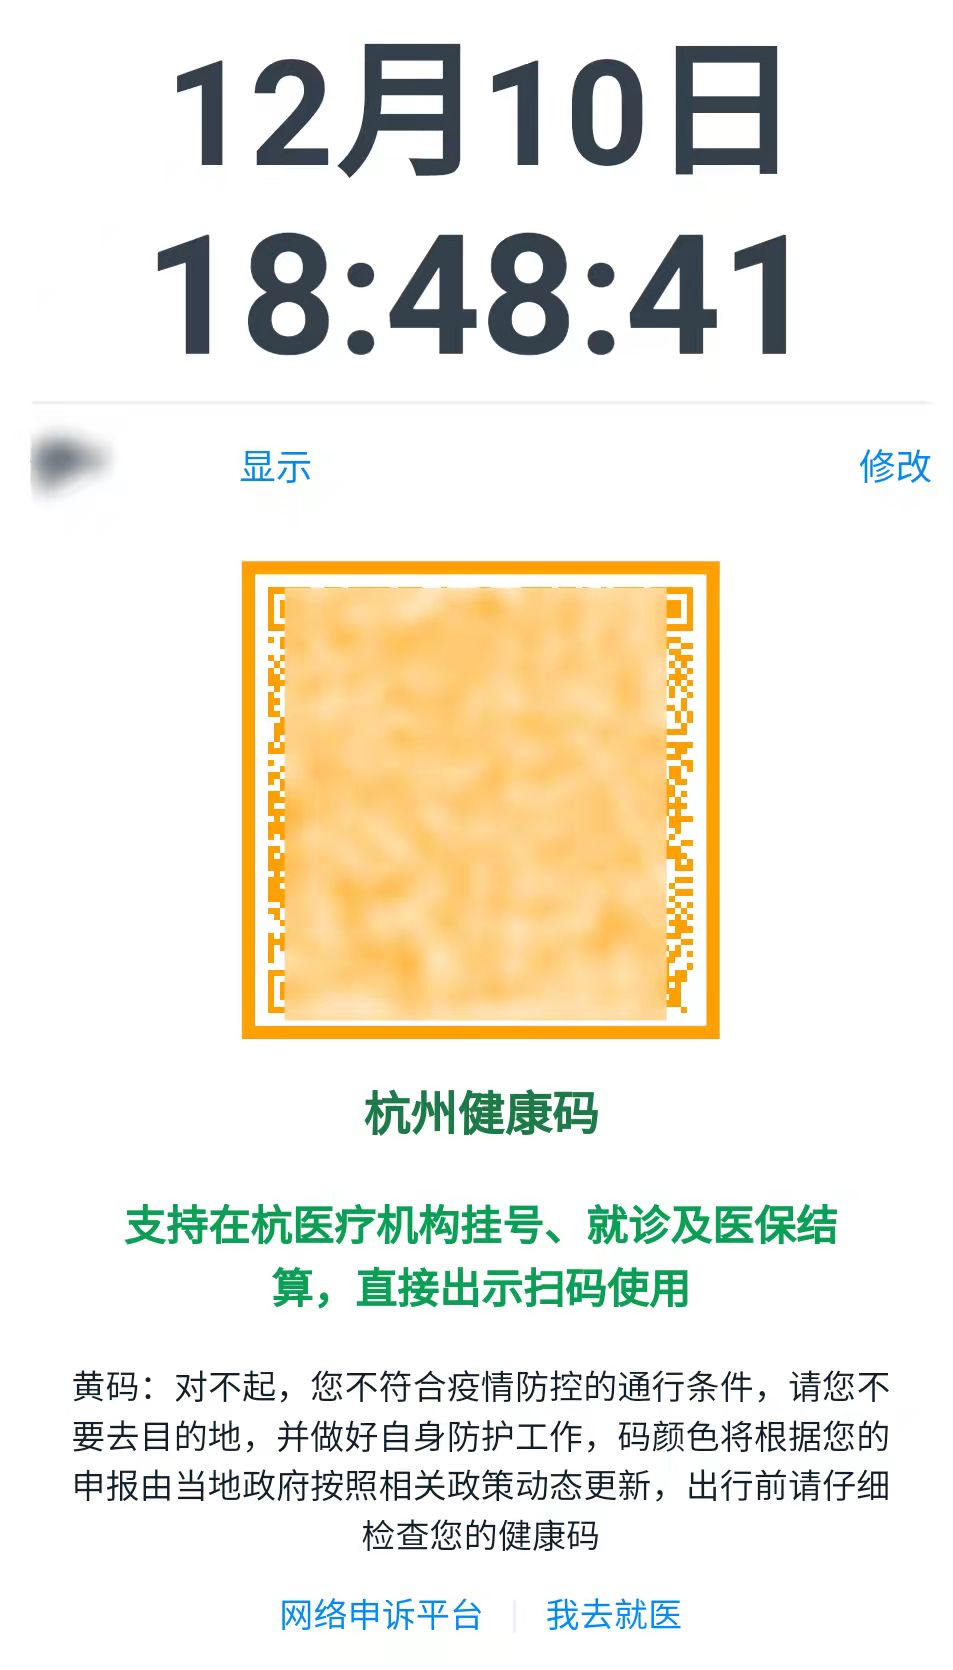 12月10日
18:48:41
显示
修改
杭州健康码
支持在杭医疗机构挂号、就诊及医保结
算，直接出示扫码使用
黄码：对不起，您不符合疫情防控的通行条件，请您不
要去目的地，并做好自身防护工作，码颜色将根据您的
申报由当地政府按照相关政策动态更新，出行前请仔细
检查您的健康码
网络申诉平台
我去就医